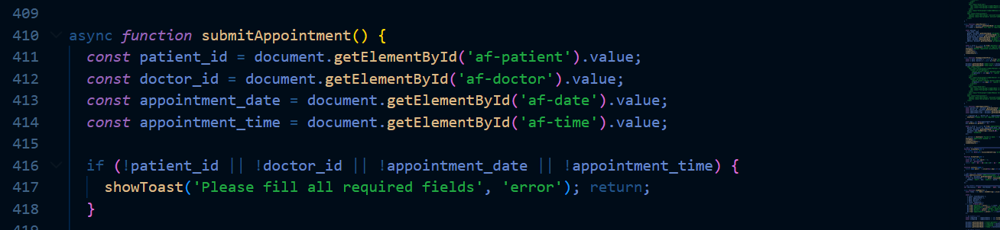 409
410 async function submitAppointment() {
411 const patient_id = document.getElementById('af-patient').value;
412 const doctor_id = document.getElementById('af-doctor').value;
413 const appointment_date = document.getElementById('af-date').value;
414 const appointment_time = document.getElementById('af-time').value;
415
416 if (!patient_id || !doctor_id || !appointment_date || !appointment_time) {
417 showToast('Please fill all required fields', 'error'); return;
418 }
419